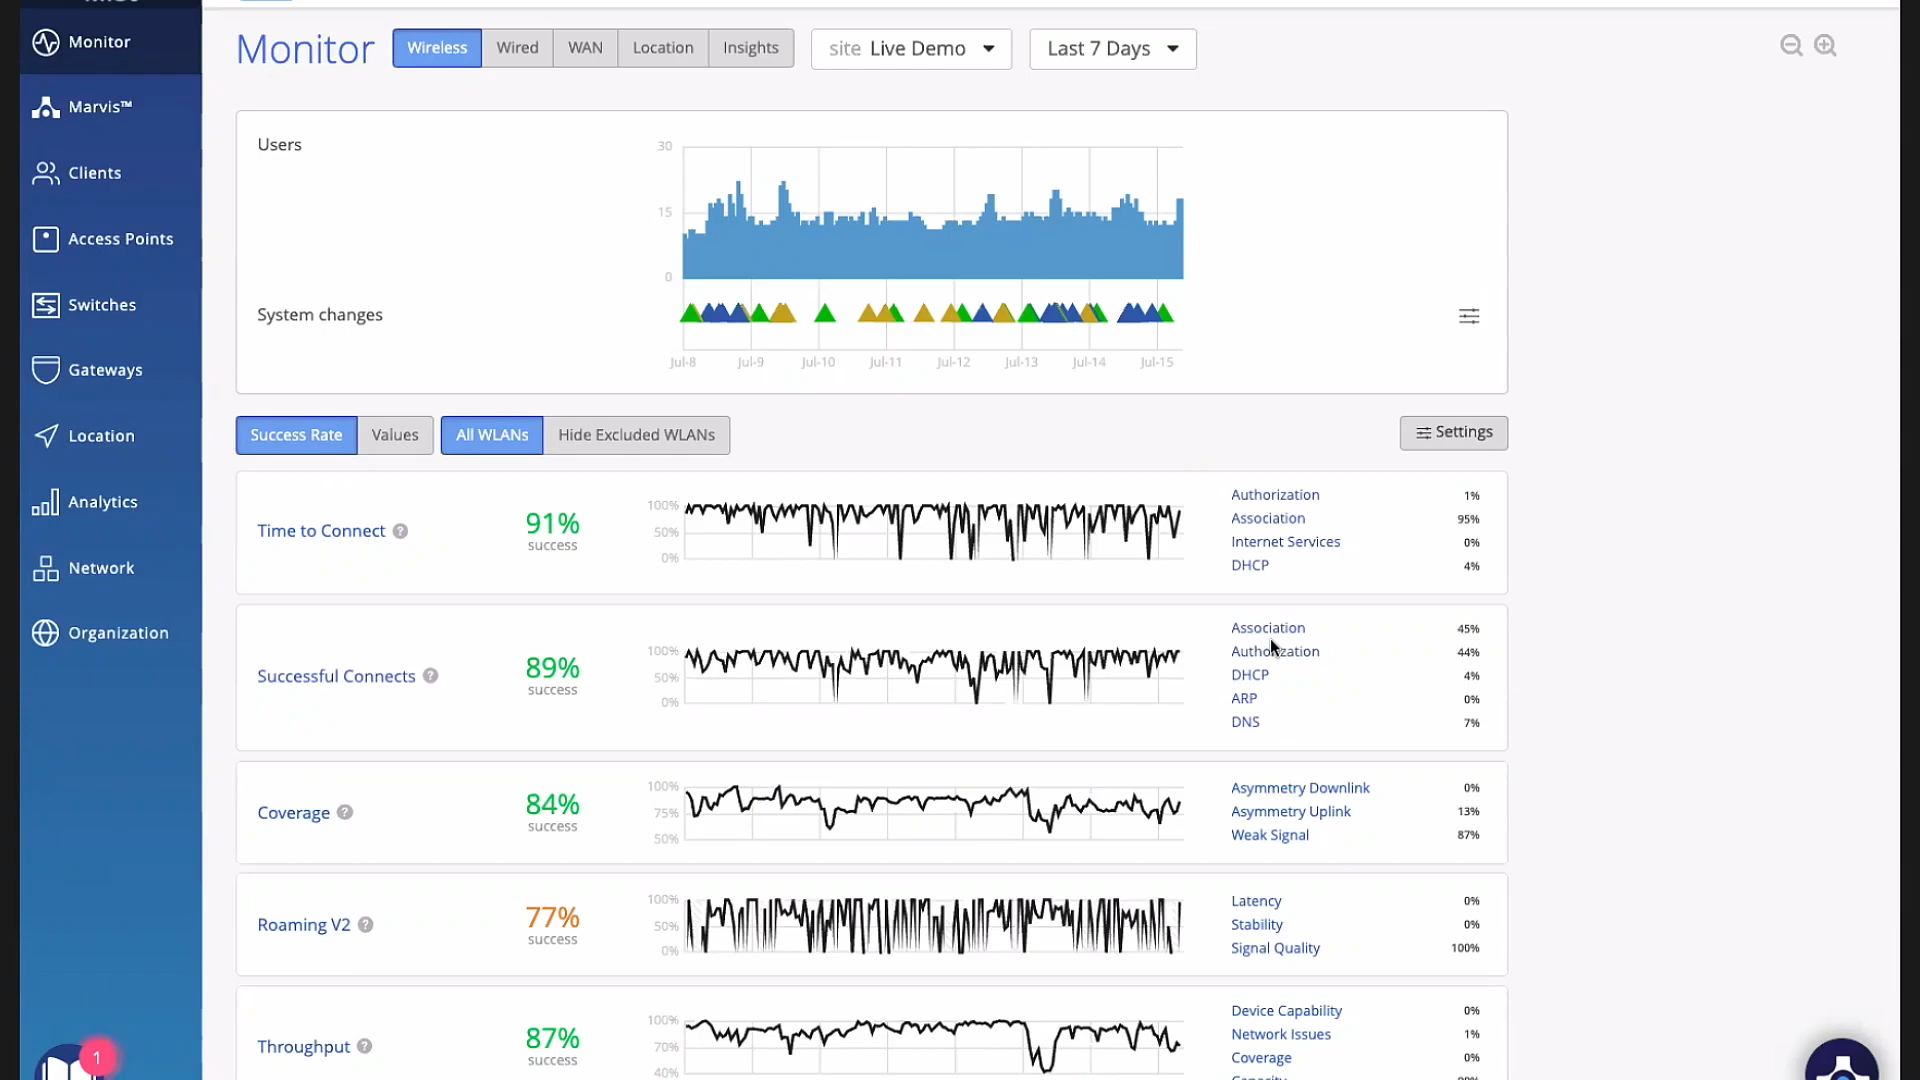 Monitor
Marvis™
Clients
Access Points
Switches
Gateways
Location
Analytics
Network
Organization
1
Monitor
Wireless
Wired
WAN
Location
Insights
site Live Demo
Last 7 Days
Users
30
15
0
System changes
Jul-8
Jul-9
Jul-10
Jul-11
Jul-12
Jul-13
Jul-14
Jul-15
Success Rate
Values
All WLANs
Hide Excluded WLANs
Settings
Time to Connect ?
91%
success
100%
50%
0%
Authorization 1%
Association 95%
Internet Services 0%
DHCP 4%
Successful Connects ?
89%
success
100%
50%
0%
Association 45%
Authorization 44%
DHCP 4%
ARP 0%
DNS 7%
Coverage ?
84%
success
100%
75%
50%
Asymmetry Downlink 0%
Asymmetry Uplink 13%
Weak Signal 87%
Roaming V2 ?
77%
success
100%
50%
0%
Latency 0%
Stability 0%
Signal Quality 100%
Throughput ?
87%
success
100%
70%
40%
Device Capability 0%
Network Issues 1%
Coverage 0%